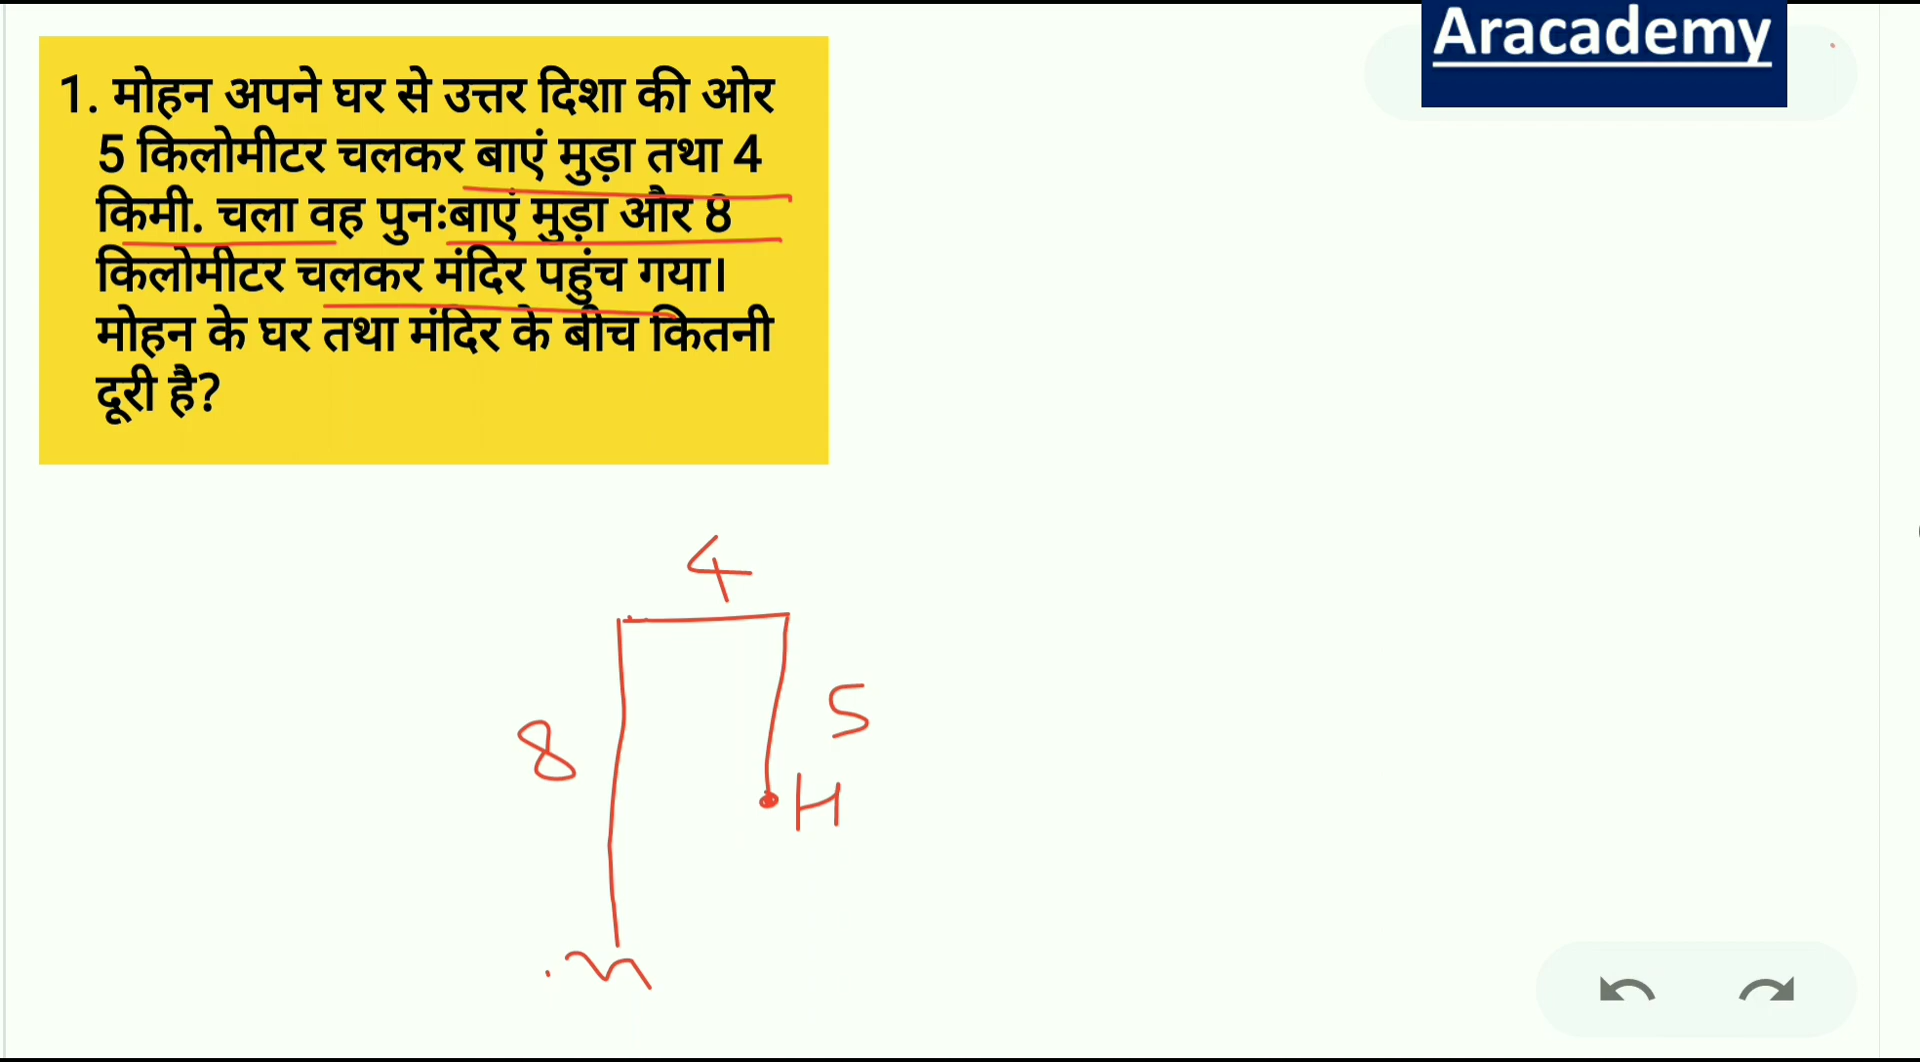 Aracademy
1. मोहन अपने घर से उत्तर दिशा की ओर
5 किलोमीटर चलकर बाएं मुड़ा तथा 4
किमी. चला वह पुनःबाएं मुड़ा और 8
किलोमीटर चलकर मंदिर पहुंच गया।
मोहन के घर तथा मंदिर के बीच कितनी
दूरी है?
4
5
8
H
m